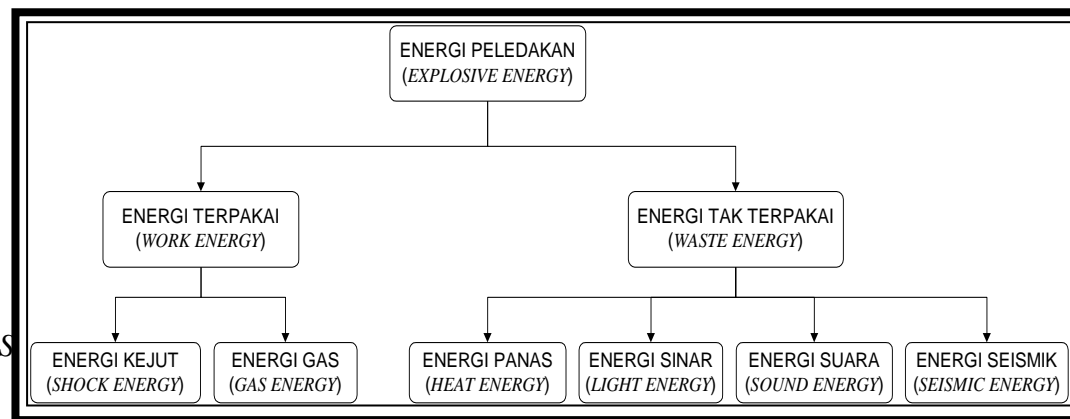 ENERGI PELEDAKAN
(EXPLOSIVE ENERGY)
ENERGI TERPAKAI
(WORK ENERGY)
ENERGI TAK TERPAKAI
(WASTE ENERGY)
S
ENERGI KEJUT
(SHOCK ENERGY)
ENERGI GAS
(GAS ENERGY)
ENERGI PANAS
(HEAT ENERGY)
ENERGI SINAR
(LIGHT ENERGY)
ENERGI SUARA
(SOUND ENERGY)
ENERGI SEISMIK
(SEISMIC ENERGY)